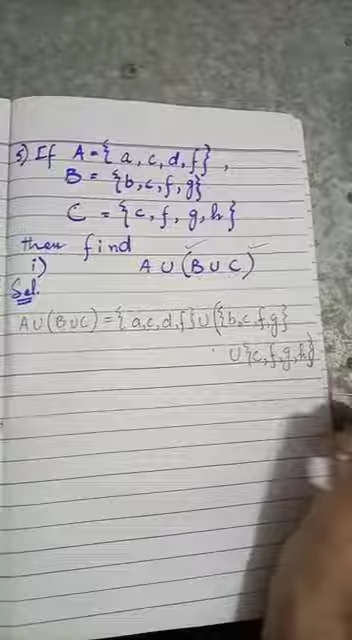 5) If A = { a, c, d, f },
B = {b, c, f, g}
C = {c, f, g, h}
then find
i) A ∪ (B ∪ C)
Sol.
A∪(B∪C) = { a, c, d, f} ∪ ({b, c, f, g}
∪ {c, f, g, h})